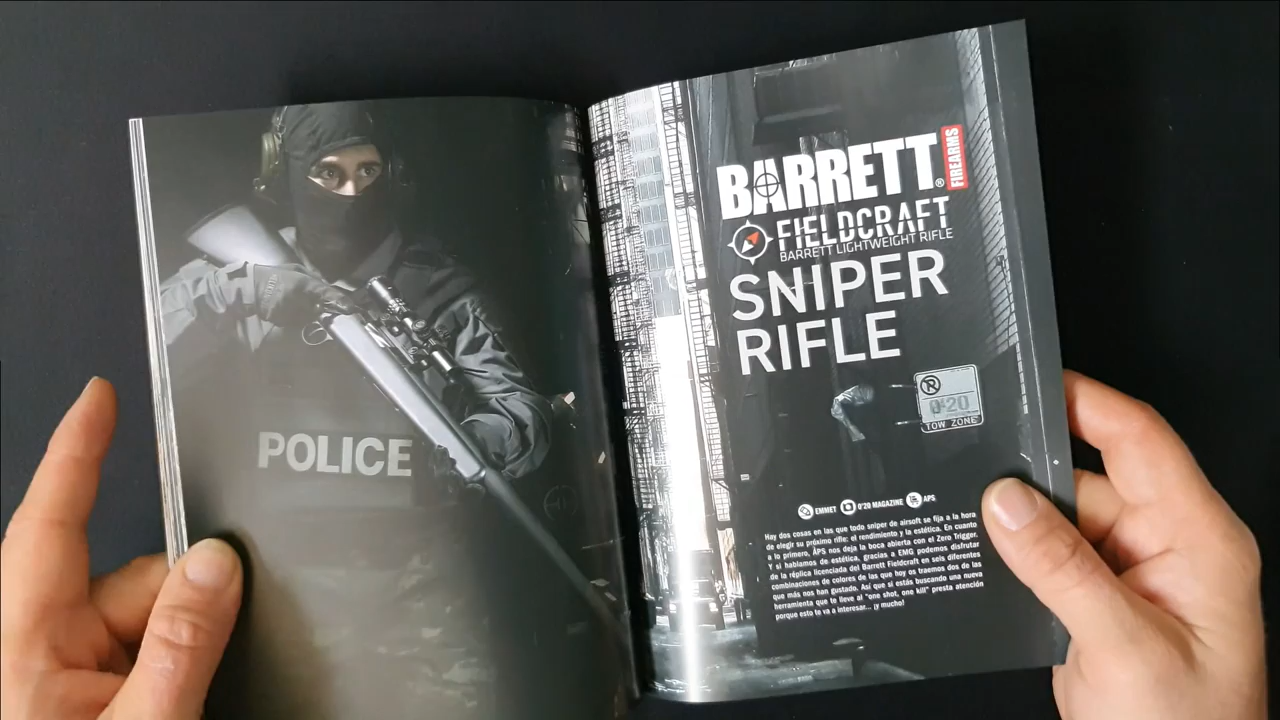 POLICE
BARRETT®
FIREARMS
FIELDCRAFT
BARRETT LIGHTWEIGHT RIFLE
SNIPER
RIFLE
0'20
TOW ZONE
EMMET 0'20 MAGAZINE APS
Hay dos cosas en las que todo sniper de airsoft se fija a la hora
de elegir su próximo rifle: el rendimiento y la estética. En cuanto
a lo primero, APS nos deja la boca abierta con el Zero Trigger.
Y si hablamos de estética, gracias a EMG podemos disfrutar
de la réplica licenciada del Barrett Fieldcraft en seis diferentes
combinaciones de colores de las que hoy os traemos dos de las
que más nos han gustado. Así que si estás buscando una nueva
herramienta que te lleve al "one shot, one kill" presta atención
porque esto te va a interesar... ¡y mucho!